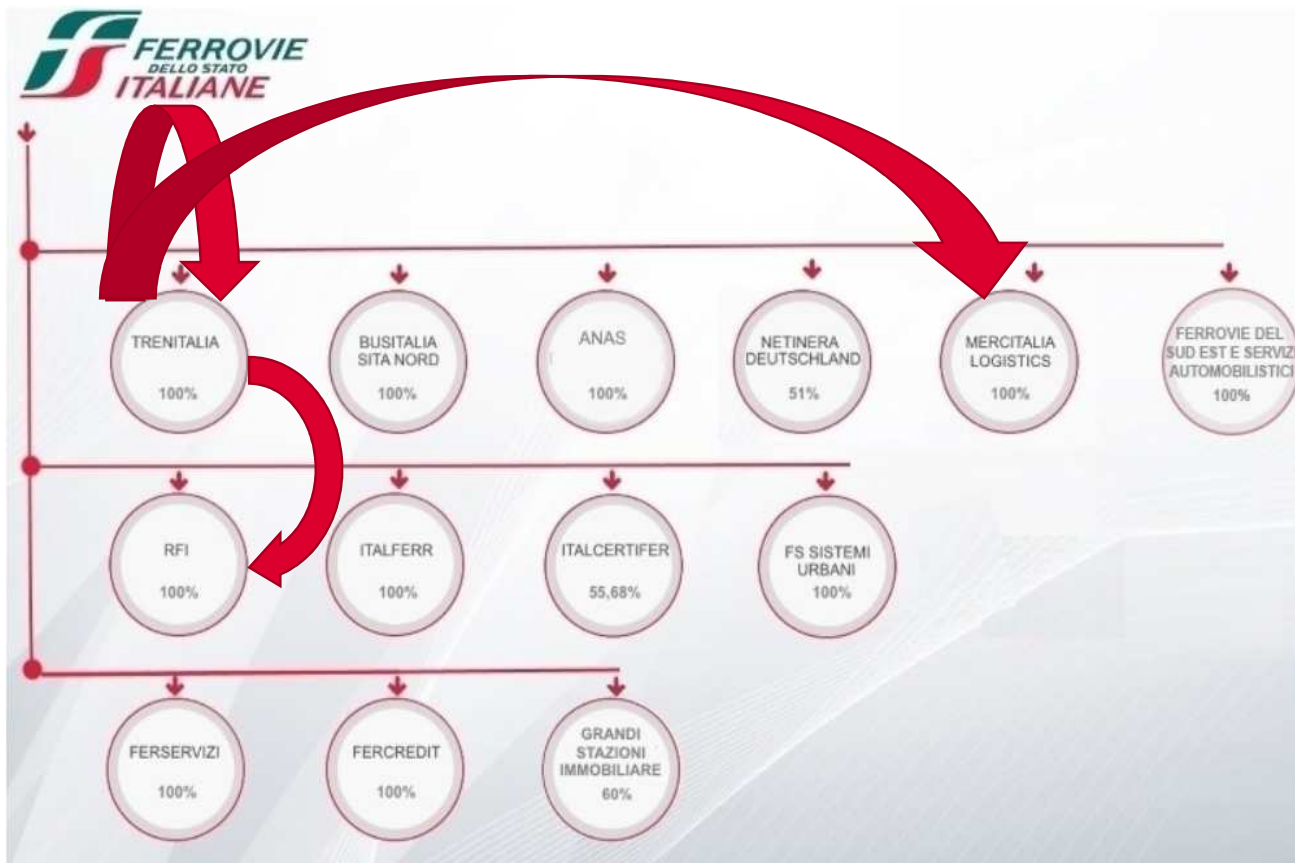 FERROVIE
DELLO STATO
ITALIANE
TRENITALIA
100%
BUSITALIA
SITA NORD
100%
ANAS
100%
NETINERA
DEUTSCHLAND
51%
MERCITALIA
LOGISTICS
100%
FERROVIE DEL
SUD EST E SERVIZI
AUTOMOBILISTICI
100%
RFI
100%
ITALFERR
100%
ITALCERTIFER
55,68%
FS SISTEMI
URBANI
100%
FERSERVIZI
100%
FERCREDIT
100%
GRANDI
STAZIONI
IMMOBILIARE
60%